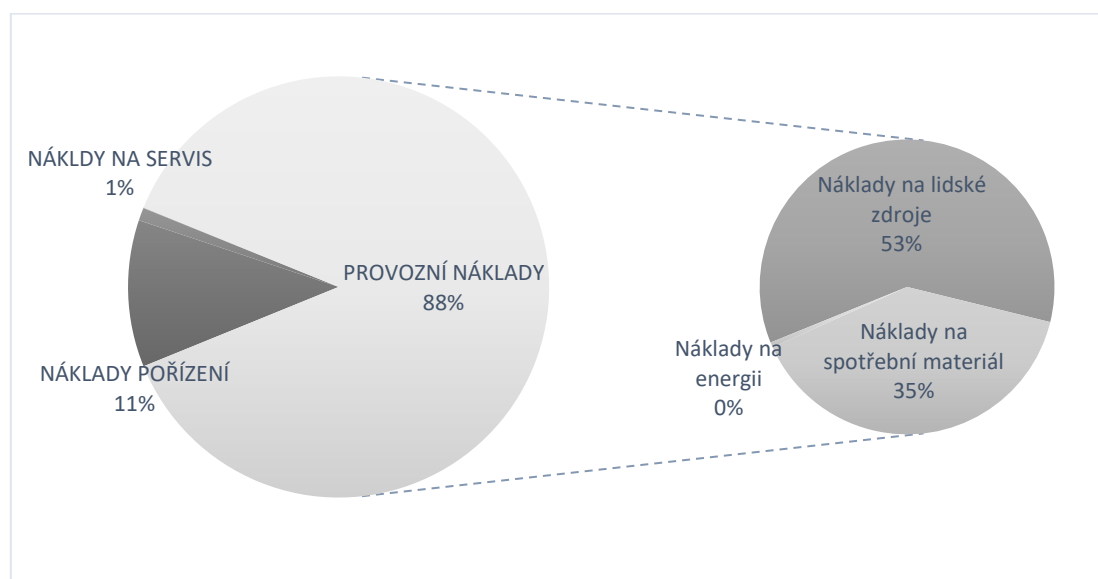 NÁKLDY NA SERVIS
1%
PROVOZNÍ NÁKLADY
88%
NÁKLADY POŘÍZENÍ
11%
Náklady na lidské
zdroje
53%
Náklady na
energii
0%
Náklady na
spotřební materiál
35%